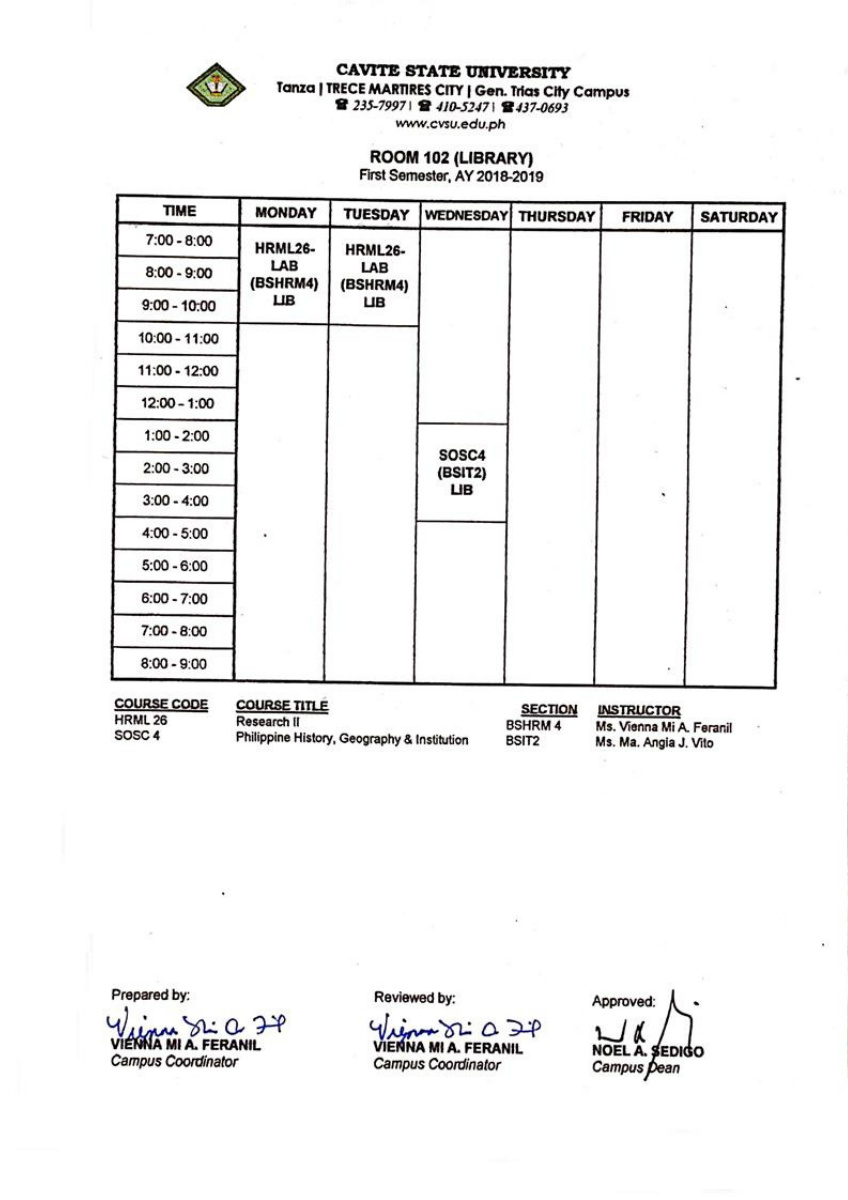 CAVITE STATE UNIVERSITY
Tanza | TRECE MARTIRES CITY | Gen. Trias City Campus
☎ 235-7997| ☎ 410-5247| ☎437-0693
www.cvsu.edu.ph
ROOM 102 (LIBRARY)
First Semester, AY 2018-2019
TIME MONDAY TUESDAY WEDNESDAY THURSDAY FRIDAY SATURDAY
7:00 - 8:00
8:00 - 9:00
9:00 - 10:00
HRML26-
LAB
(BSHRM4)
LIB
HRML26-
LAB
(BSHRM4)
LIB
10:00 - 11:00
11:00 - 12:00
12:00 - 1:00
1:00 - 2:00
2:00 - 3:00
3:00 - 4:00
SOSC4
(BSIT2)
LIB
4:00 - 5:00
5:00 - 6:00
6:00 - 7:00
7:00 - 8:00
8:00 - 9:00
COURSE CODE COURSE TITLE SECTION INSTRUCTOR
HRML 26 Research II BSHRM 4 Ms. Vienna Mi A. Feranil
SOSC 4 Philippine History, Geography & Institution BSIT2 Ms. Ma. Angia J. Vito
Prepared by: Reviewed by: Approved:
VIENNA MI A. FERANIL VIENNA MI A. FERANIL NOEL A. SEDIGO
Campus Coordinator Campus Coordinator Campus Dean